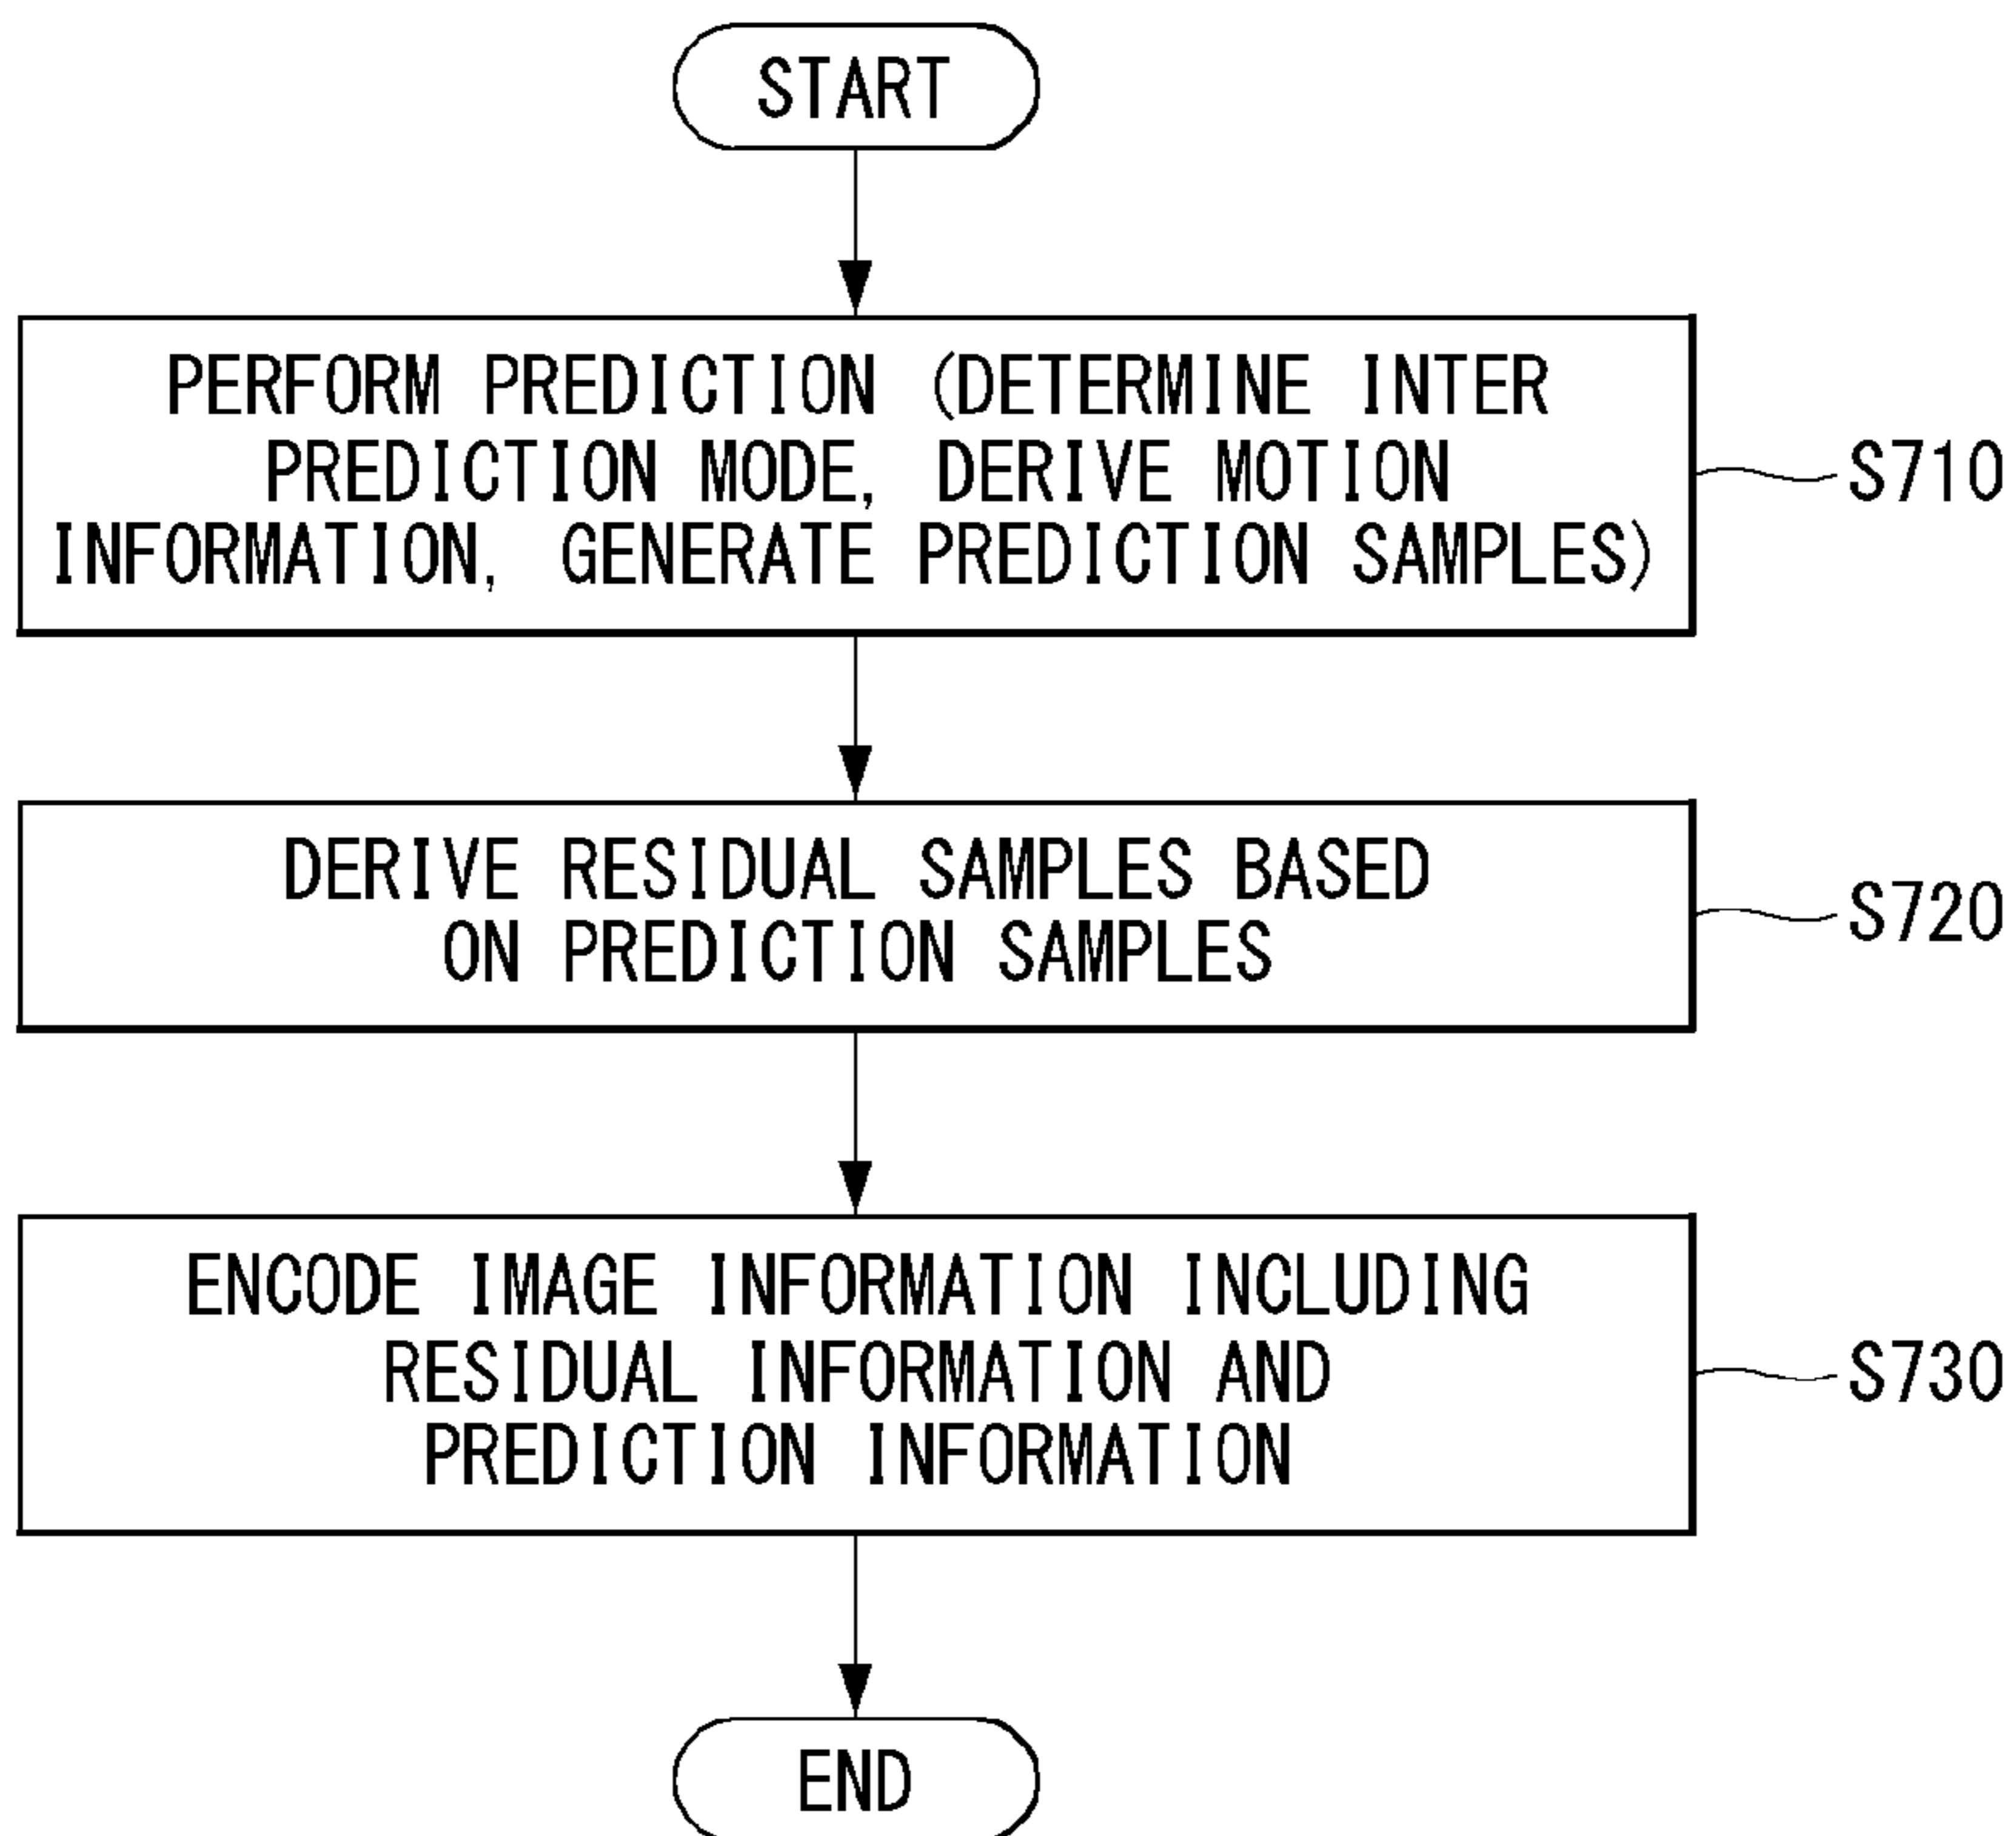 START
PERFORM PREDICTION (DETERMINE INTER
PREDICTION MODE, DERIVE MOTION
INFORMATION, GENERATE PREDICTION SAMPLES)
S710
DERIVE RESIDUAL SAMPLES BASED
ON PREDICTION SAMPLES
S720
ENCODE IMAGE INFORMATION INCLUDING
RESIDUAL INFORMATION AND
PREDICTION INFORMATION
S730
END